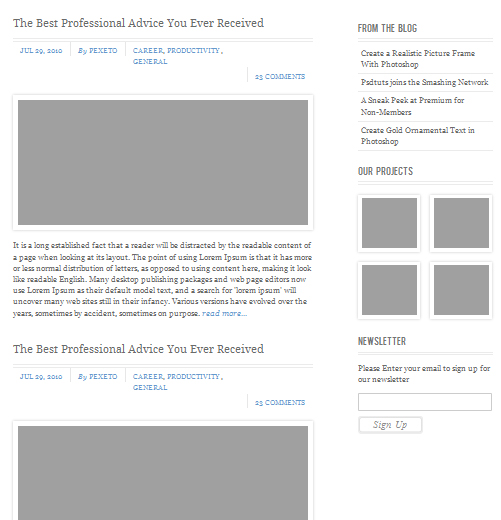 The Best Professional Advice You Ever Received
JUL 29, 2010
By PEXETO
CAREER, PRODUCTIVITY,
GENERAL
23 COMMENTS
It is a long established fact that a reader will be distracted by the readable content of
a page when looking at its layout. The point of using Lorem Ipsum is that it has more
or less normal distribution of letters, as opposed to using content here, making it look
like readable English. Many desktop publishing packages and web page editors now
use Lorem Ipsum as their default model text, and a search for 'lorem ipsum' will
uncover many web sites still in their infancy. Various versions have evolved over the
years, sometimes by accident, sometimes on purpose. read more...
The Best Professional Advice You Ever Received
JUL 29, 2010
By PEXETO
CAREER, PRODUCTIVITY,
GENERAL
23 COMMENTS
FROM THE BLOG
Create a Realistic Picture Frame
With Photoshop
Psdtuts joins the Smashing Network
A Sneak Peek at Premium for
Non-Members
Create Gold Ornamental Text in
Photoshop
OUR PROJECTS
NEWSLETTER
Please Enter your email to sign up for
our newsletter
Sign Up